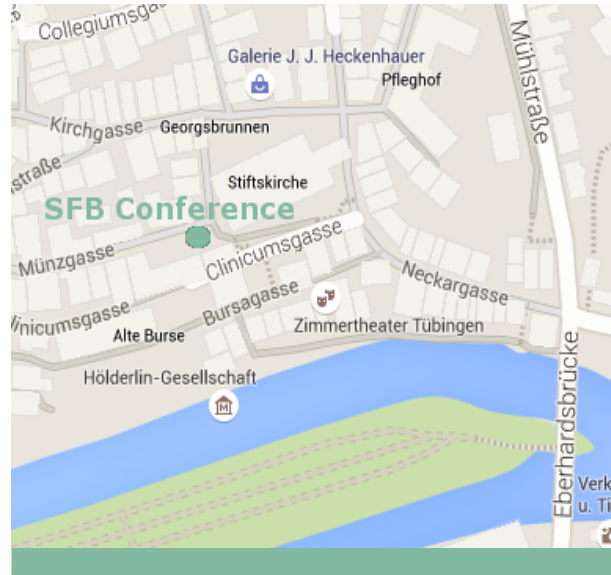 Collegiumsga
Galerie J. J. Heckenhauer
Pfleghof
Mühlstraße
Kirchgasse
Georgsbrunnen
straße
Stiftskirche
SFB Conference
Münzgasse
Clinicumsgasse
Neckargasse
linicumsgasse
Bursagasse
Alte Burse
Zimmertheater Tübingen
Hölderlin-Gesellschaft
M
Eberhardsbrücke
Verk
u. Ti